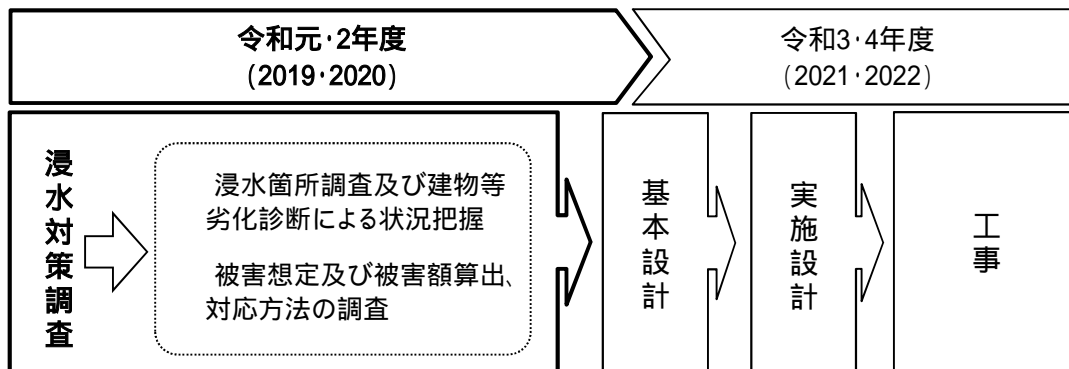 令和元・2年度
(2019・2020)
令和3・4年度
(2021・2022)
浸水対策調査
浸水箇所調査及び建物等
劣化診断による状況把握
被害想定及び被害額算出、
対応方法の調査
基本設計
実施設計
工事